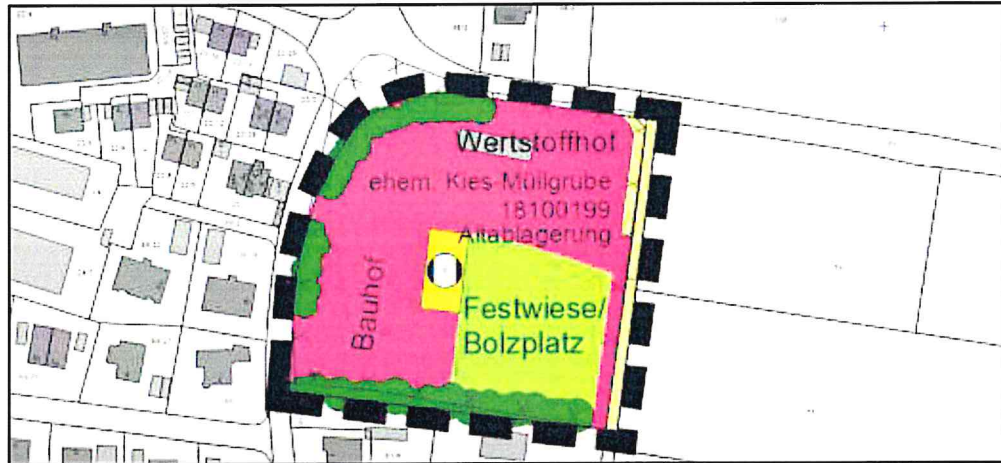 Wertstoffhof
ehem. Kies-Müllgrube
18100199
Altablagerung
Bauhof
Festwiese/
Bolzplatz